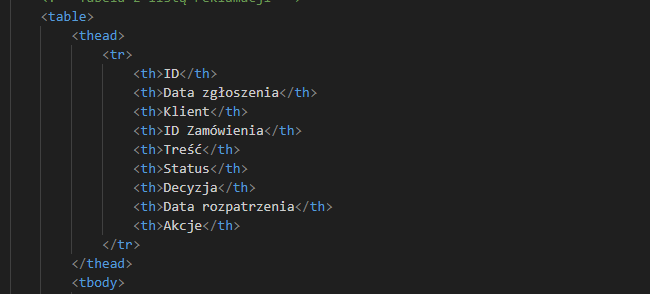 Tabela z listą reklamacji
<table>
<thead>
<tr>
<th>ID</th>
<th>Data zgłoszenia</th>
<th>Klient</th>
<th>ID Zamówienia</th>
<th>Treść</th>
<th>Status</th>
<th>Decyzja</th>
<th>Data rozpatrzenia</th>
<th>Akcje</th>
</tr>
</thead>
<tbody>